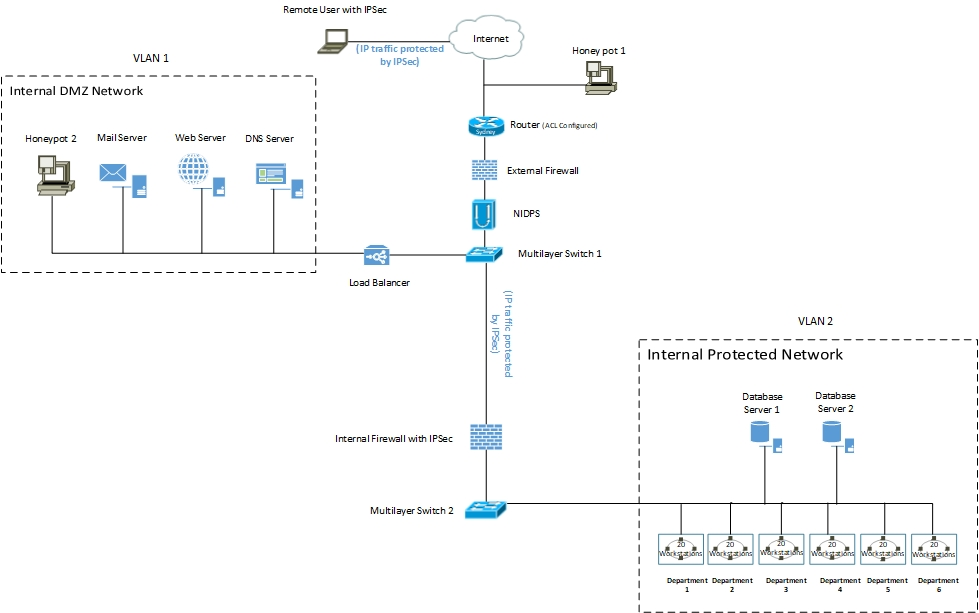 Remote User with IPSec
Internet
(IP traffic protected
by IPSec)
Honey pot 1
VLAN 1
Internal DMZ Network
Honeypot 2
Mail Server
Web Server
DNS Server
Router (ACL Configured)
Sydney
External Firewall
NIDPS
Multilayer Switch 1
Load Balancer
(IP traffic protected
by IPSec)
VLAN 2
Internal Protected Network
Database
Server 1
Database
Server 2
Internal Firewall with IPSec
Multilayer Switch 2
20
Workstations
20
Workstations
20
Workstations
20
Workstations
20
Workstations
20
Workstations
Department
1
Department
2
Department
3
Department
4
Department
5
Department
6